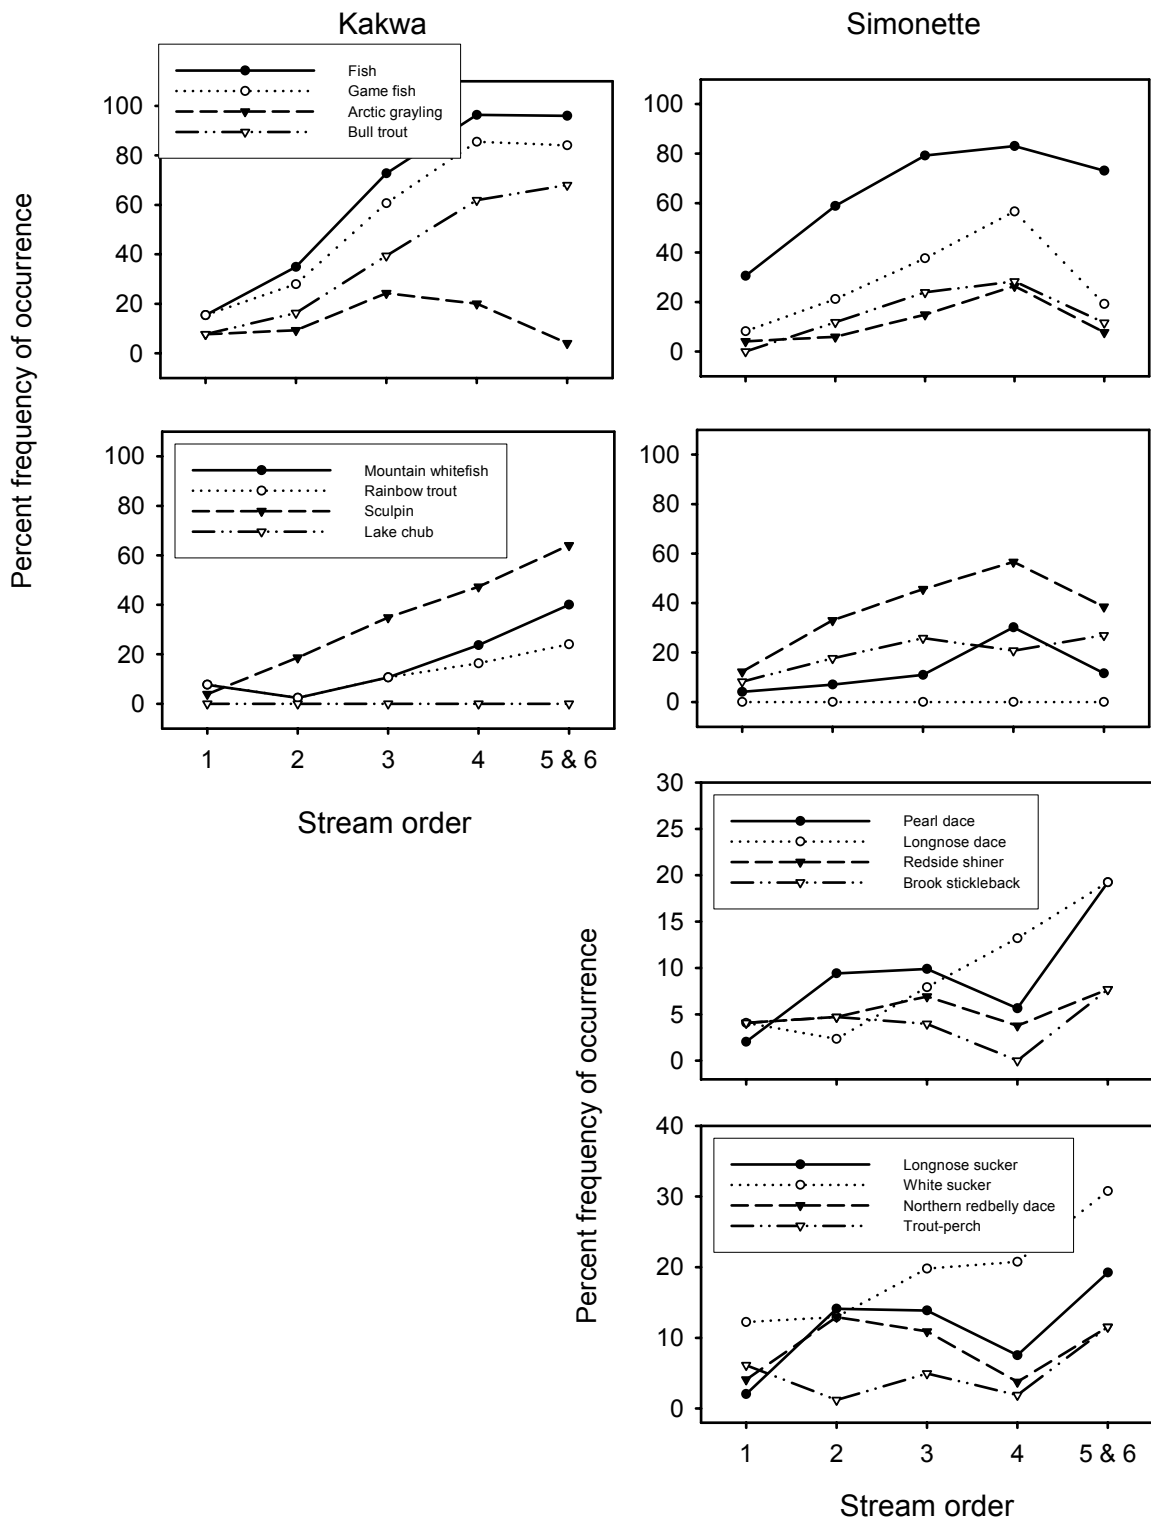 Kakwa
Simonette
Fish
Game fish
Arctic grayling
Bull trout
100
80
60
40
20
0
100
80
60
40
20
0
Percent frequency of occurrence
Mountain whitefish
Rainbow trout
Sculpin
Lake chub
100
80
60
40
20
0
1 2 3 4 5 & 6
Stream order
100
80
60
40
20
0
Pearl dace
Longnose dace
Redside shiner
Brook stickleback
30
25
20
15
10
5
0
Percent frequency of occurrence
Longnose sucker
White sucker
Northern redbelly dace
Trout-perch
40
30
20
10
0
1 2 3 4 5 & 6
Stream order